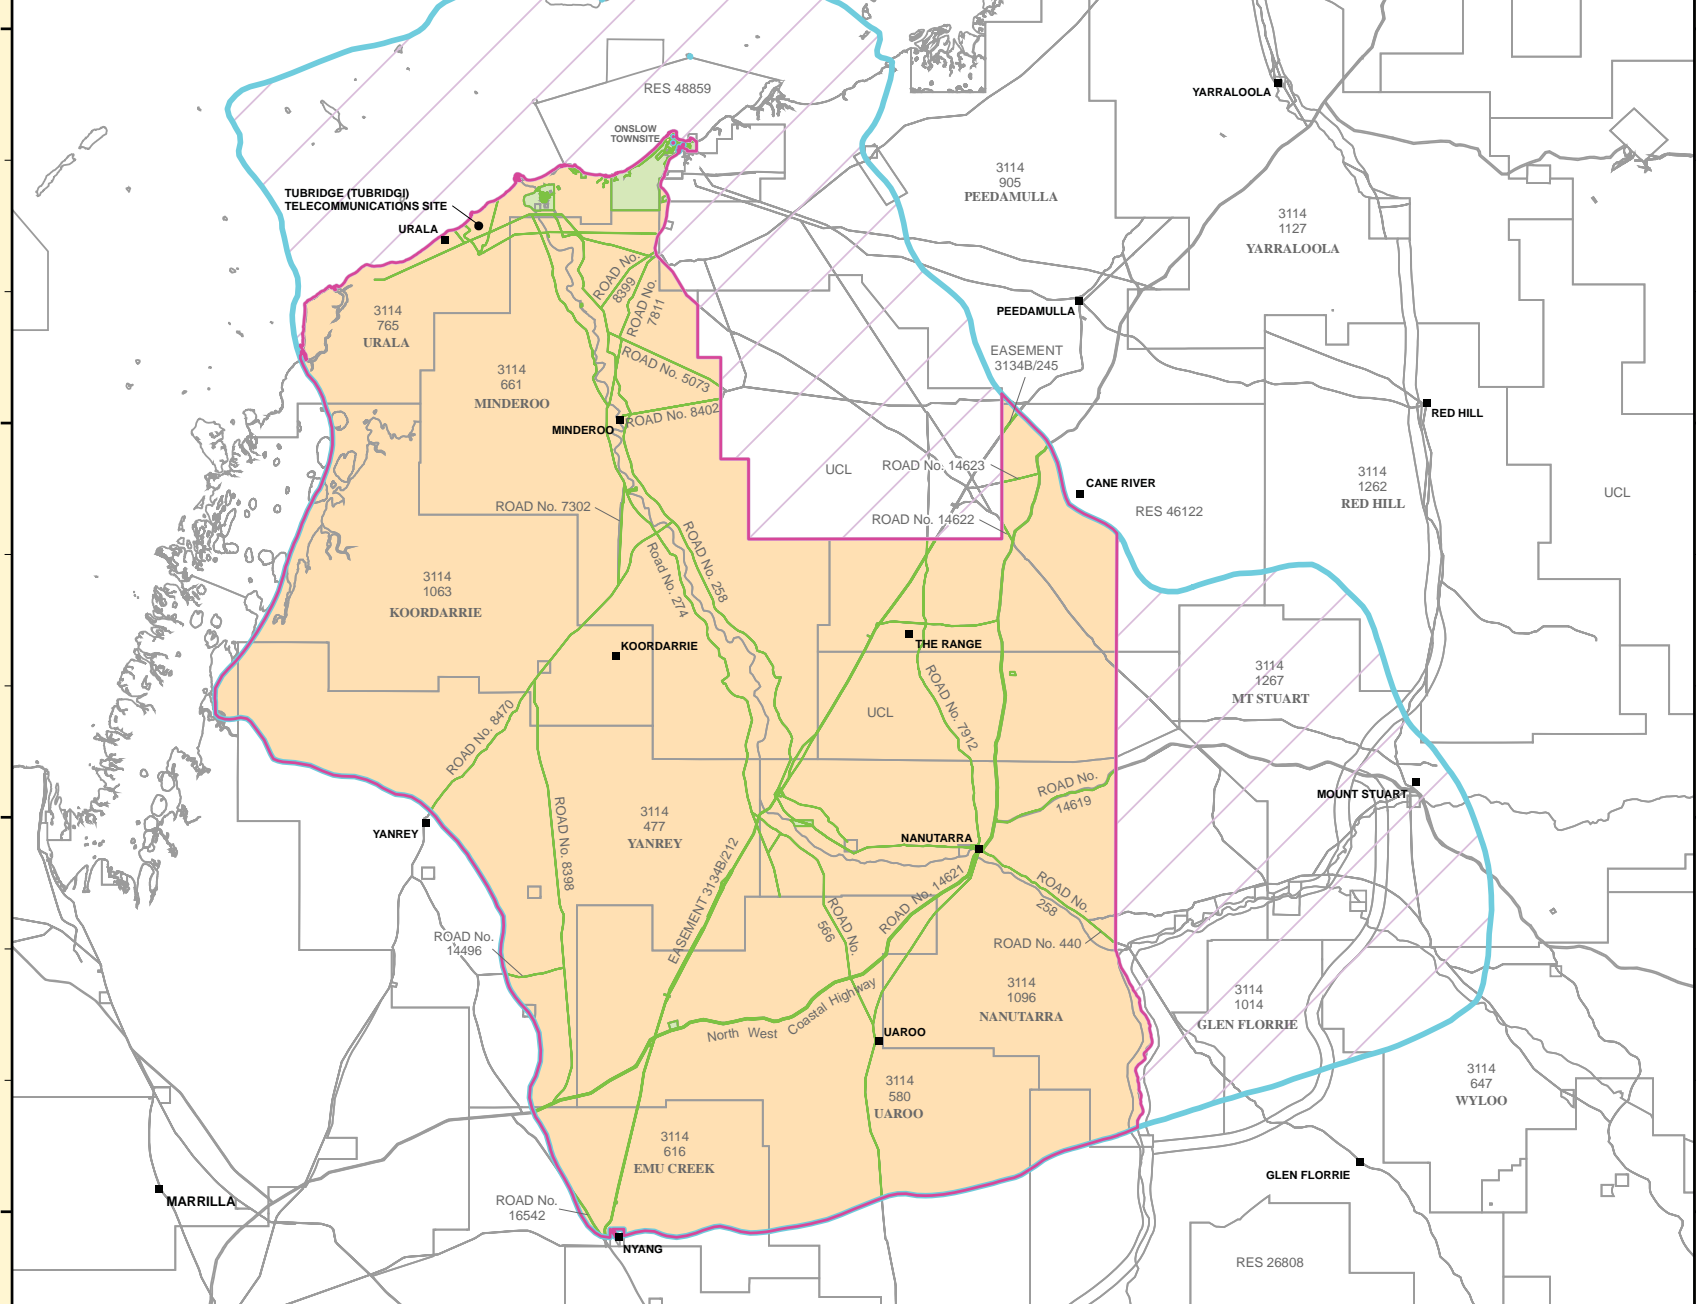 RES 48859
YARRALOOLA
ONSLOW
TOWNSITE
3114
905
PEEDAMULLA
TUBRIDGE (TUBRIDGI)
TELECOMMUNICATIONS SITE
URALA
3114
1127
YARRALOOLA
ROAD No.
8399
ROAD No.
7811
3114
765
URALA
PEEDAMULLA
EASEMENT
3134B/245
ROAD No. 5073
3114
661
MINDEROO
ROAD No. 8402
MINDEROO
RED HILL
UCL
ROAD No. 14623
CANE RIVER
RES 46122
3114
1262
RED HILL
UCL
ROAD No. 7302
ROAD No. 14622
ROAD No. 258
Road No. 274
3114
1063
KOORDARRIE
KOORDARRIE
THE RANGE
3114
1267
MT STUART
UCL
ROAD No. 7912
ROAD No. 8470
ROAD No.
14619
MOUNT STUART
YANREY
3114
477
YANREY
ROAD No. 8398
EASEMENT 3134B/212
NANUTARRA
ROAD No. 14621
ROAD No.
258
ROAD No.
566
ROAD No.
14496
ROAD No. 440
3114
1096
NANUTARRA
3114
1014
GLEN FLORRIE
North West Coastal Highway
UAROO
3114
580
UAROO
3114
647
WYLOO
3114
616
EMU CREEK
GLEN FLORRIE
MARRILLA
ROAD No.
16542
NYANG
RES 26808